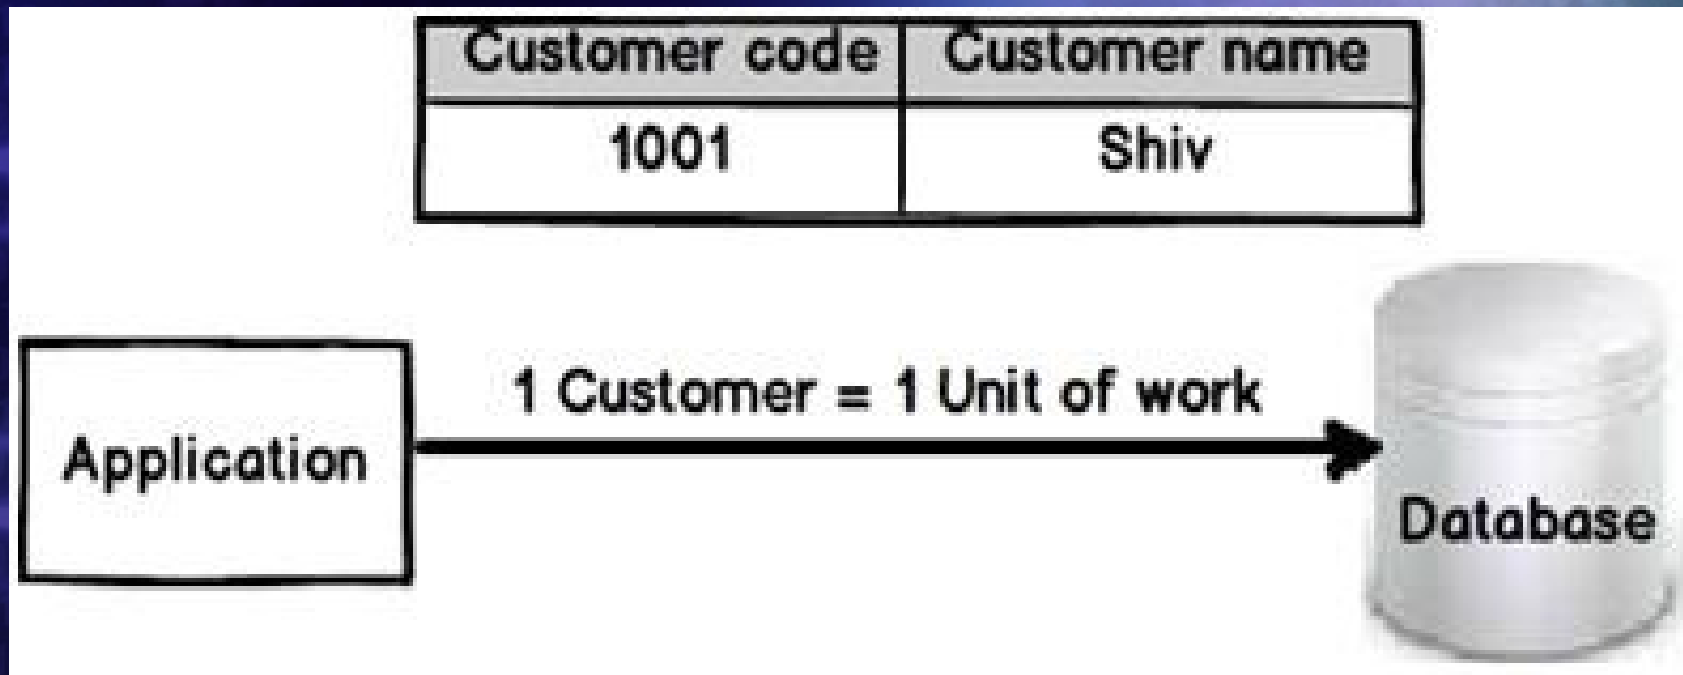 Customer code Customer name
1001 Shiv
1 Customer = 1 Unit of work
Application
Database